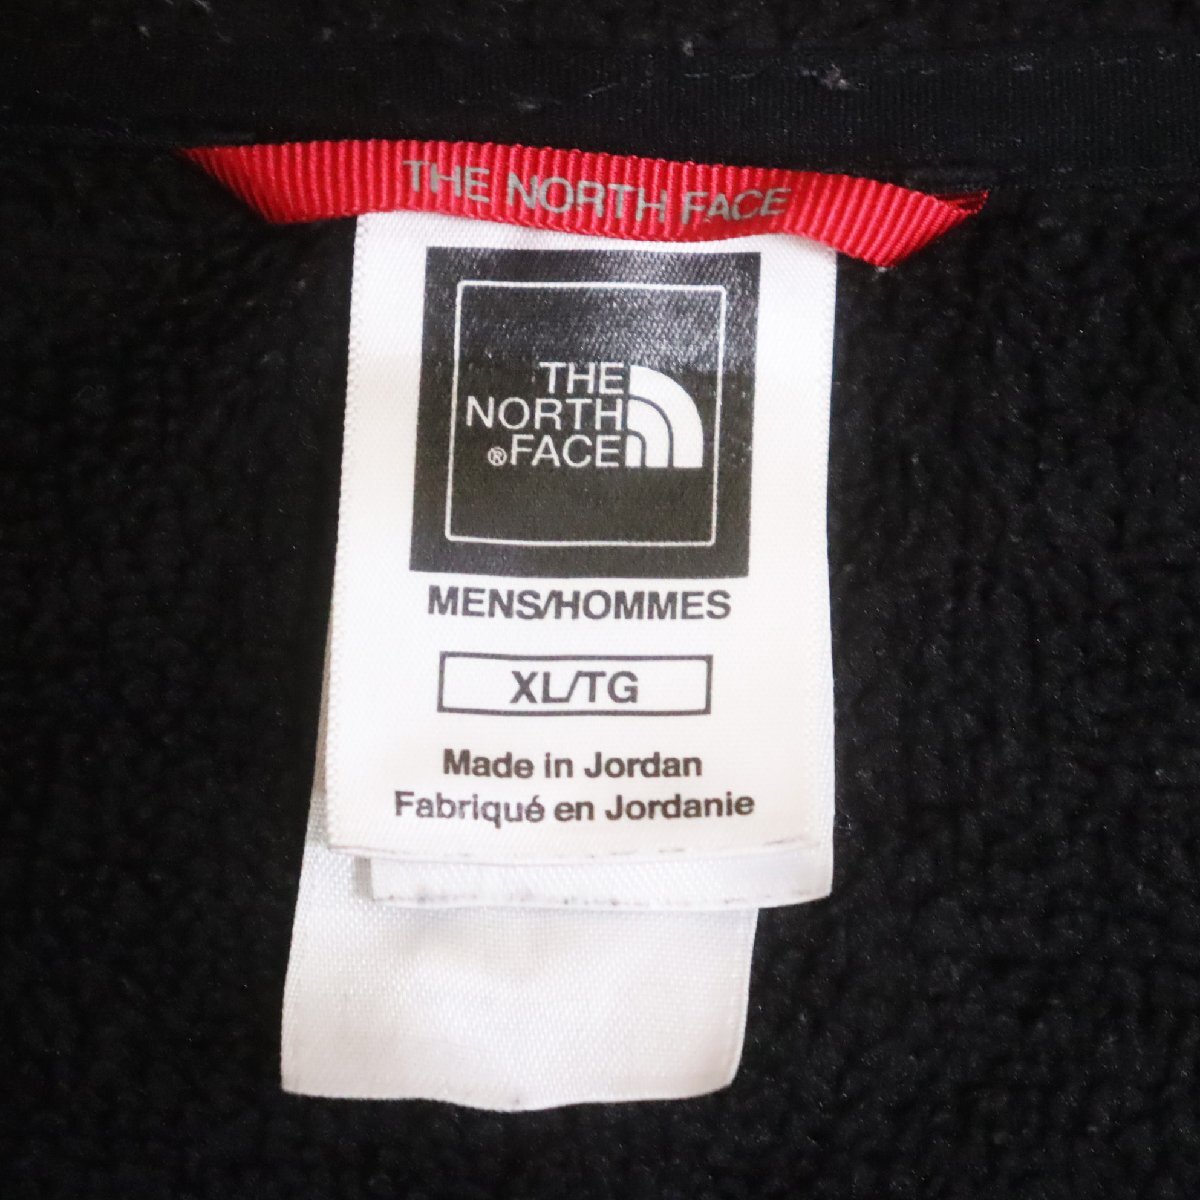 THE NORTH FACE
THE
NORTH
®FACE
MENS/HOMMES
XL/TG
Made in Jordan
Fabriqué en Jordanie